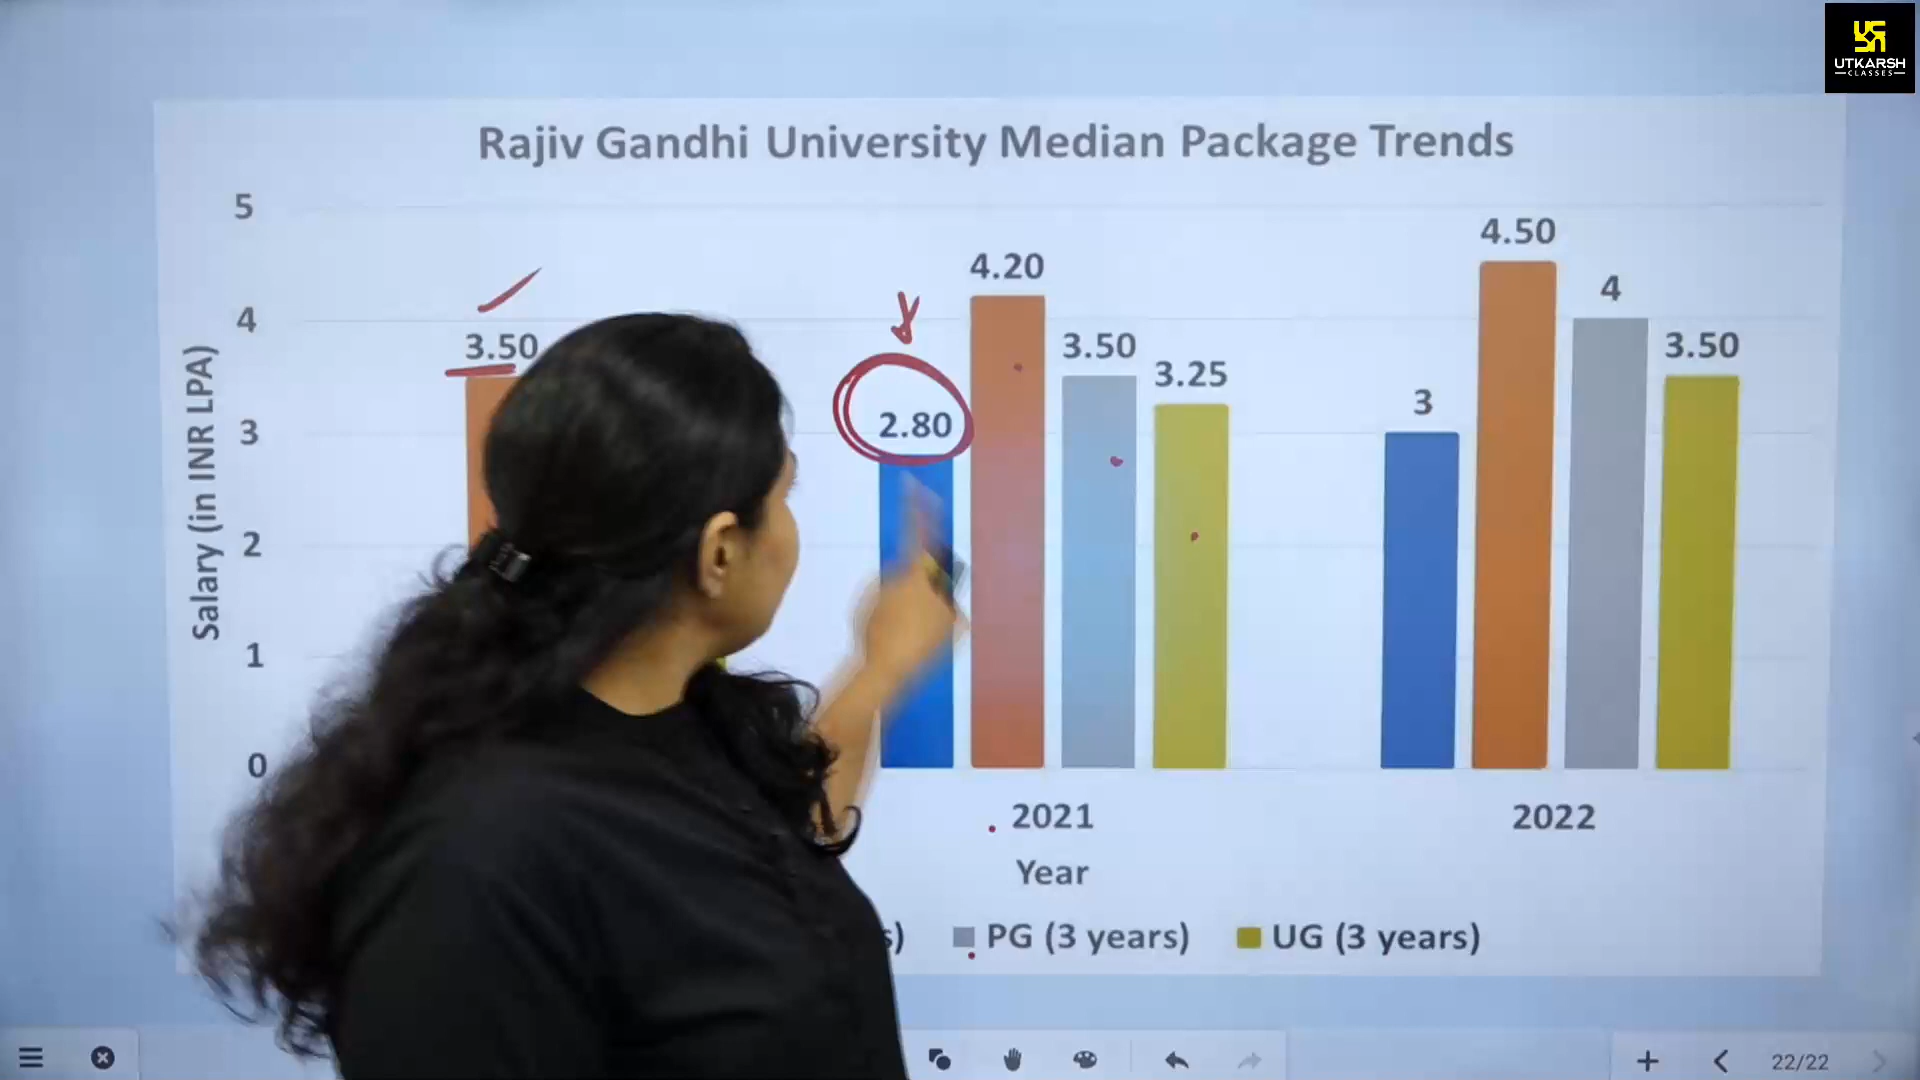 UTKARSH
CLASSES
Rajiv Gandhi University Median Package Trends
5
4
3
2
1
0
Salary (in INR LPA)
3.50
2.80
4.20
3.50
3.25
3
4.50
4
3.50
2021
2022
Year
PG (3 years)
UG (3 years)
22/22